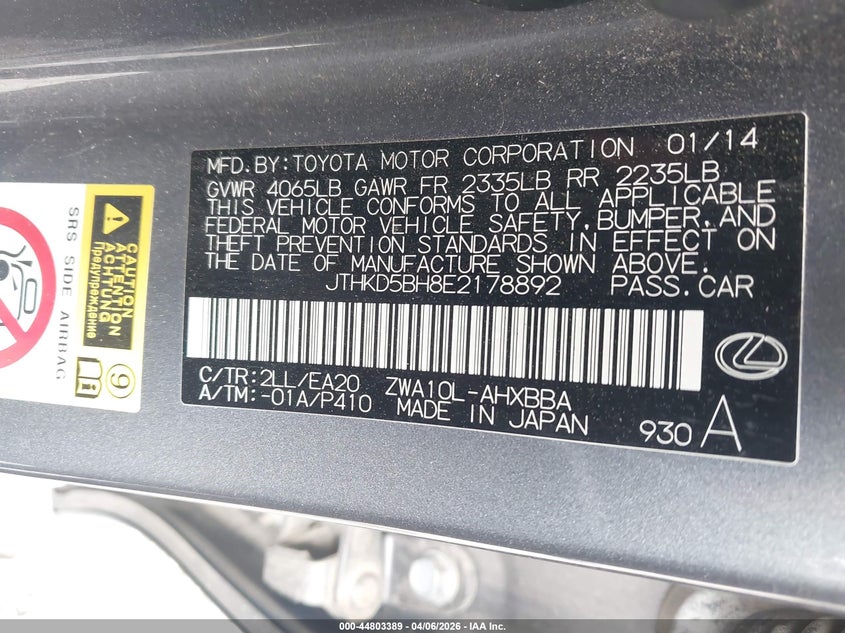 MFD.BY:TOYOTA MOTOR CORPORATION 01/14
GVWR 4065LB GAWR FR 2335LB RR 2235LB
THIS VEHICLE CONFORMS TO ALL APPLICABLE
FEDERAL MOTOR VEHICLE SAFETY,BUMPER,AND
THEFT PREVENTION STANDARDS IN EFFECT ON
THE DATE OF MANUFACTURE SHOWN ABOVE.
JTHKD5BH8E2178892 PASS.CAR
C/TR:2LL/EA20 ZWA10L-AHXBBA
A/TM:-01A/P410 MADE IN JAPAN
930 A
SRS SIDE AIRBAG
CAUTION
ATTENTION
ACHTUNG
Предупреждение
9
000-44803389 - 04/06/2026 - IAA Inc.